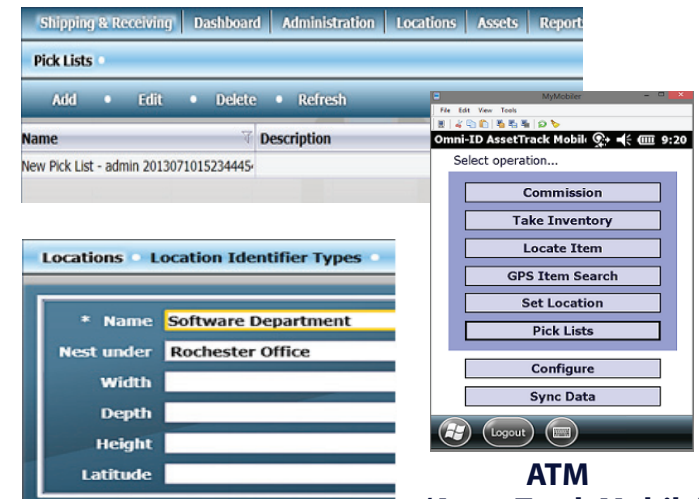 Shipping & Receiving Dashboard Administration Locations Assets Report
Pick Lists
Add Edit Delete Refresh
Name Description
New Pick List - admin 2013071015234445
MyMobiler
File Edit View Tools
Omni-ID AssetTrack Mobil 9:20
Select operation...
Commission
Take Inventory
Locate Item
GPS Item Search
Set Location
Pick Lists
Configure
Sync Data
Logout
Locations Location Identifier Types
* Name Software Department
Nest under Rochester Office
Width
Depth
Height
Latitude
ATM